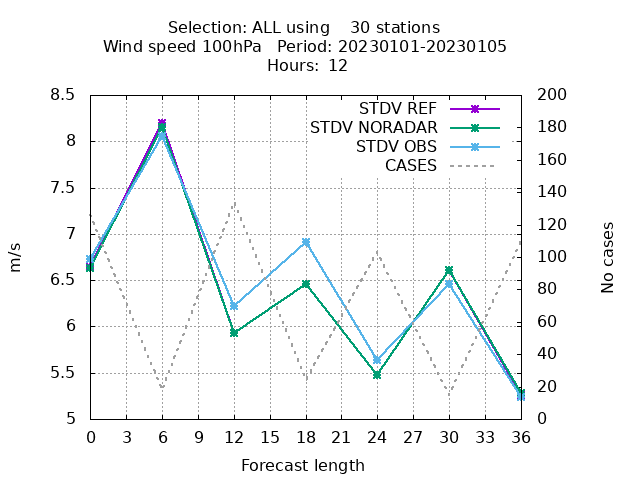 Selection: ALL using    30 stations
Wind speed 100hPa   Period: 20230101-20230105
Hours: 12
STDV REF
STDV NORADAR
STDV OBS
CASES
8.5
8
7.5
7
6.5
6
5.5
5
m/s
200
180
160
140
120
100
80
60
40
20
0
No cases
0 3 6 9 12 15 18 21 24 27 30 33 36
Forecast length